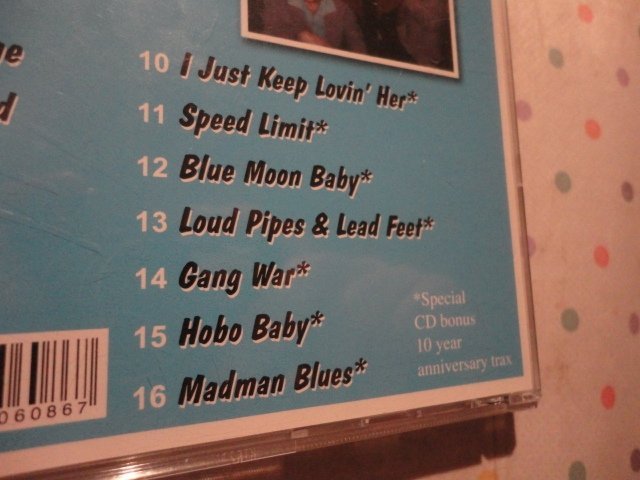 10 I Just Keep Lovin' Her*
11 Speed Limit*
12 Blue Moon Baby*
13 Loud Pipes & Lead Feet*
14 Gang War*
15 Hobo Baby*
16 Madman Blues*
*Special
CD bonus
10 year
anniversary trax
060867